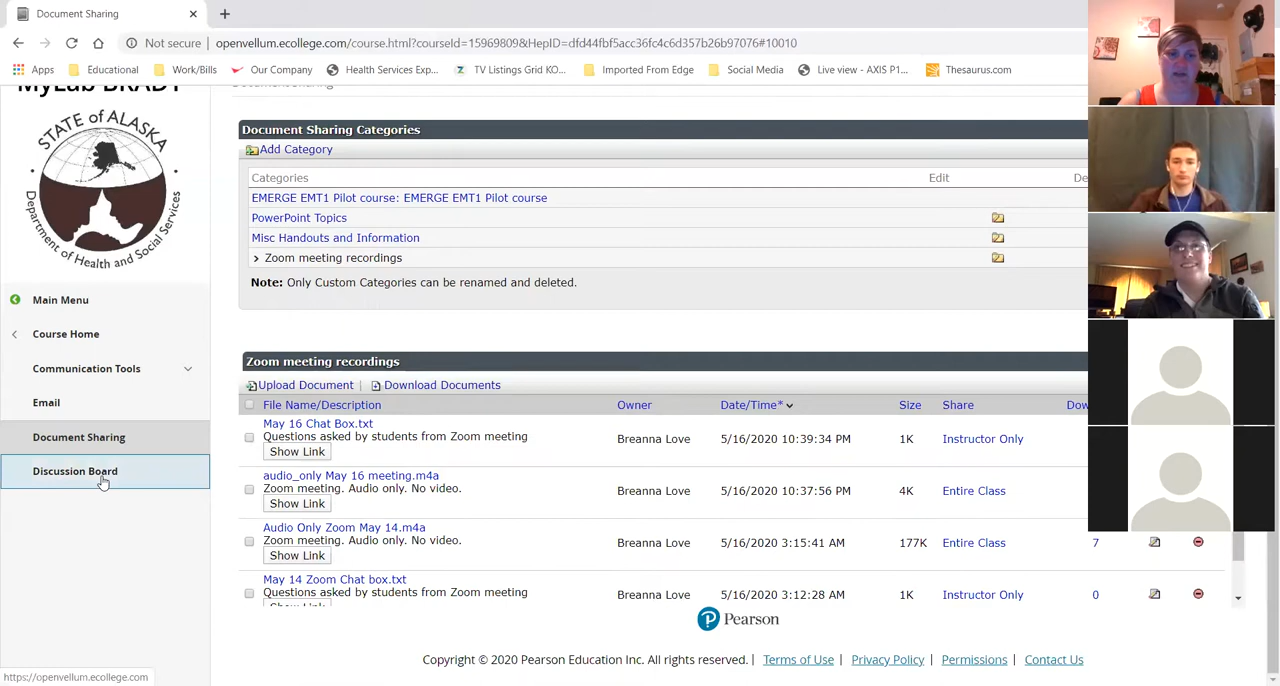 Document Sharing
Not secure openvellum.ecollege.com/course.html?courseId=15969809&HepID=dfd44fbf5acc36fc4c6d357b26b97076#10010
Apps Educational Work/Bills Our Company Health Services Exp... TV Listings Grid KO... Imported From Edge Social Media Live view - AXIS P1... Thesaurus.com
MyLab BRADY
STATE OF ALASKA
Department of Health and Social Services
Main Menu
Course Home
Communication Tools
Email
Document Sharing
Discussion Board
Document Sharing
Document Sharing Categories
Add Category
Categories Edit De
EMERGE EMT1 Pilot course: EMERGE EMT1 Pilot course
PowerPoint Topics
Misc Handouts and Information
Zoom meeting recordings
Note: Only Custom Categories can be renamed and deleted.
Zoom meeting recordings
Upload Document | Download Documents
File Name/Description Owner Date/Time* Size Share Dow
May 16 Chat Box.txt
Questions asked by students from Zoom meeting Breanna Love 5/16/2020 10:39:34 PM 1K Instructor Only
Show Link
audio_only May 16 meeting.m4a
Zoom meeting. Audio only. No video. Breanna Love 5/16/2020 10:37:56 PM 4K Entire Class
Show Link
Audio Only Zoom May 14.m4a
Zoom meeting. Audio only. No video. Breanna Love 5/16/2020 3:15:41 AM 177K Entire Class 7
Show Link
May 14 Zoom Chat box.txt
Questions asked by students from Zoom meeting Breanna Love 5/16/2020 3:12:28 AM 1K Instructor Only 0
Show Link
Pearson
Copyright © 2020 Pearson Education Inc. All rights reserved. | Terms of Use | Privacy Policy | Permissions | Contact Us
https://openvellum.ecollege.com